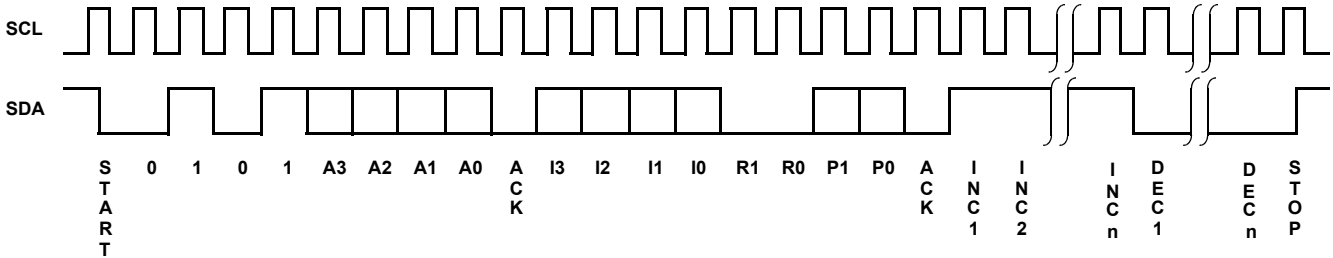 SCL
SDA
START 0 1 0 1 A3 A2 A1 A0 ACK I3 I2 I1 I0 R1 R0 P1 P0 ACK INC1 INC2 INCn DEC1 DECn STOP